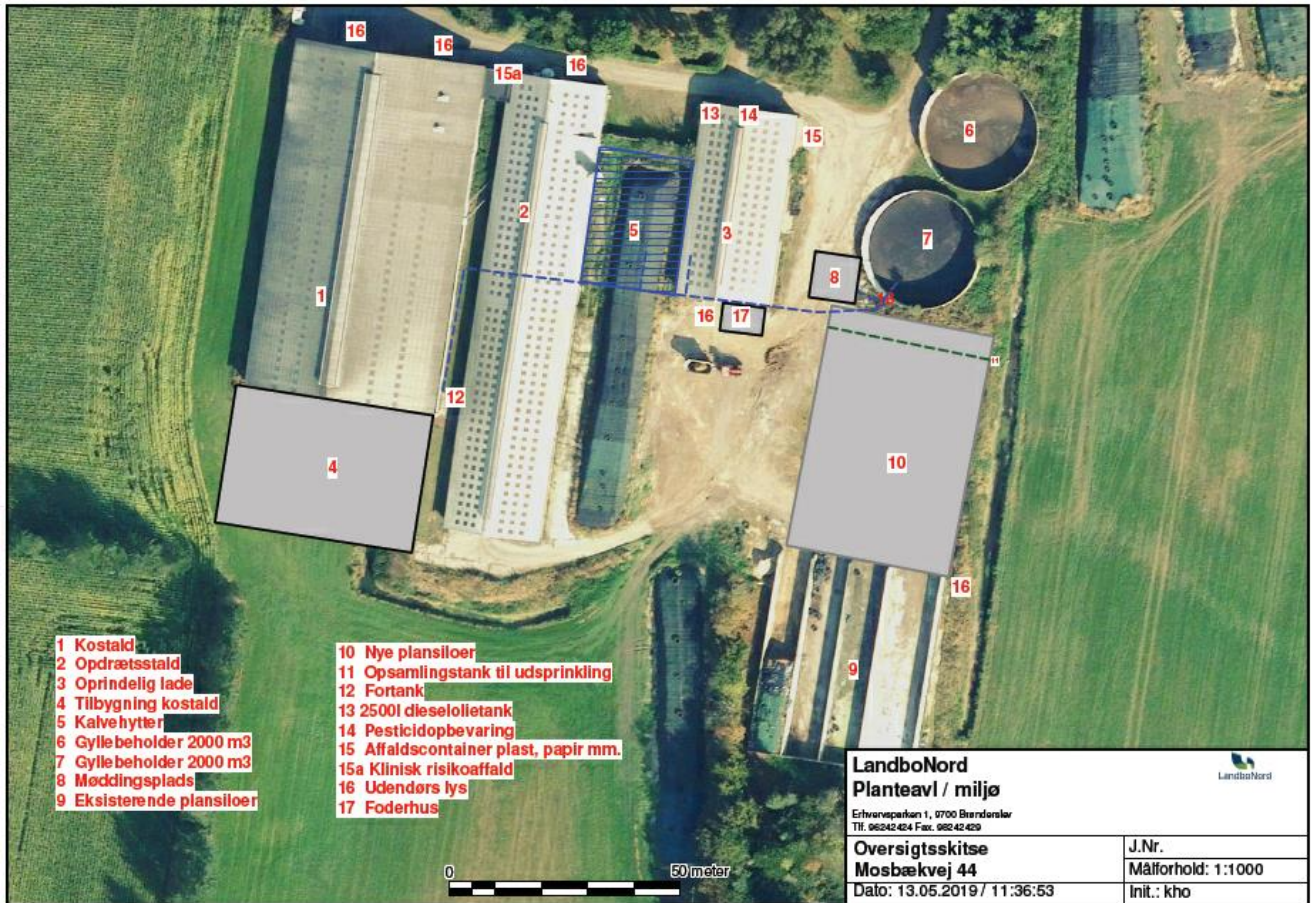 16
16
16
15a
13
14
15
6
2
5
3
7
8
1
16
17
11
12
4
10
16
9
1 Kostald
2 Opdrætsstald
3 Oprindelig lade
4 Tilbygning kostald
5 Kalvehytter
6 Gyllebeholder 2000 m3
7 Gyllebeholder 2000 m3
8 Møddingsplads
9 Eksisterende plansiloer
10 Nye plansiloer
11 Opsamlingstank til udsprinkling
12 Fortank
13 2500l dieselolietank
14 Pesticidopbevaring
15 Affaldscontainer plast, papir mm.
15a Klinisk risikoaffald
16 Udendørs lys
17 Foderhus
0 50 meter
LandboNord
Planteavl / miljø
LandboNord
Erhvervsparken 1, 9700 Brønderslev
Tlf. 96242424 Fax. 96242429
Oversigtsskitse
Mosbækvej 44
Dato: 13.05.2019 / 11:36:53
J.Nr.
Målforhold: 1:1000
Init.: kho